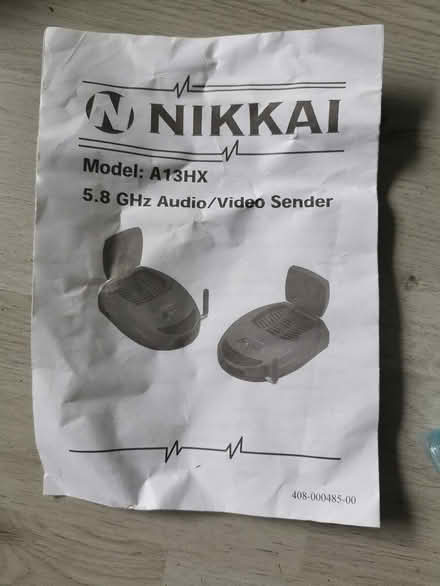 NIKKAI
Model: A13HX
5.8 GHz Audio/Video Sender
408-000485-00